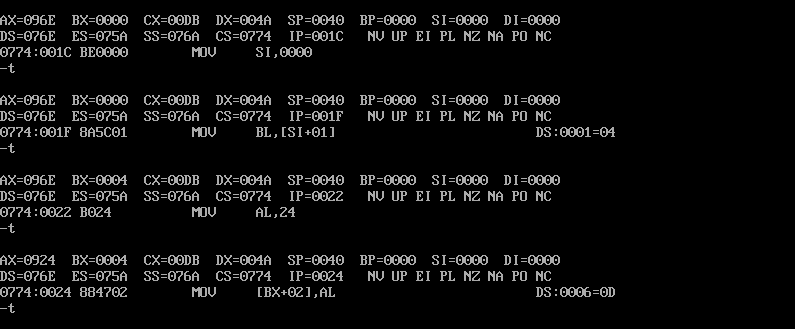 AX=096E  BX=0000  CX=00DB  DX=004A  SP=0040  BP=0000  SI=0000  DI=0000
DS=076E  ES=075A  SS=076A  CS=0774  IP=001C   NV UP EI PL NZ NA PO NC
0774:001C BE0000        MOV     SI,0000
-t
AX=096E  BX=0000  CX=00DB  DX=004A  SP=0040  BP=0000  SI=0000  DI=0000
DS=076E  ES=075A  SS=076A  CS=0774  IP=001F   NV UP EI PL NZ NA PO NC
0774:001F 8A5C01        MOV     BL,[SI+01]                         DS:0001=04
-t
AX=096E  BX=0004  CX=00DB  DX=004A  SP=0040  BP=0000  SI=0000  DI=0000
DS=076E  ES=075A  SS=076A  CS=0774  IP=0022   NV UP EI PL NZ NA PO NC
0774:0022 B024          MOV     AL,24
-t
AX=0924  BX=0004  CX=00DB  DX=004A  SP=0040  BP=0000  SI=0000  DI=0000
DS=076E  ES=075A  SS=076A  CS=0774  IP=0024   NV UP EI PL NZ NA PO NC
0774:0024 884702        MOV     [BX+02],AL                         DS:0006=0D
-t